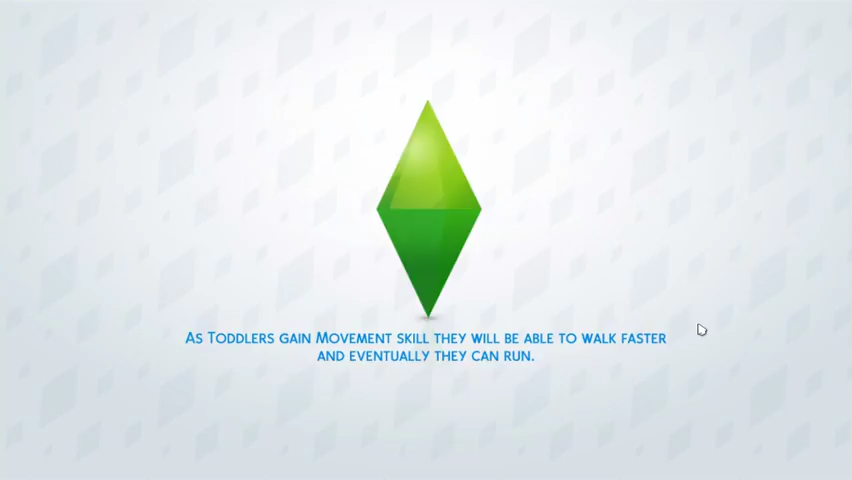 As Toddlers gain Movement skill they will be able to walk faster
and eventually they can run.